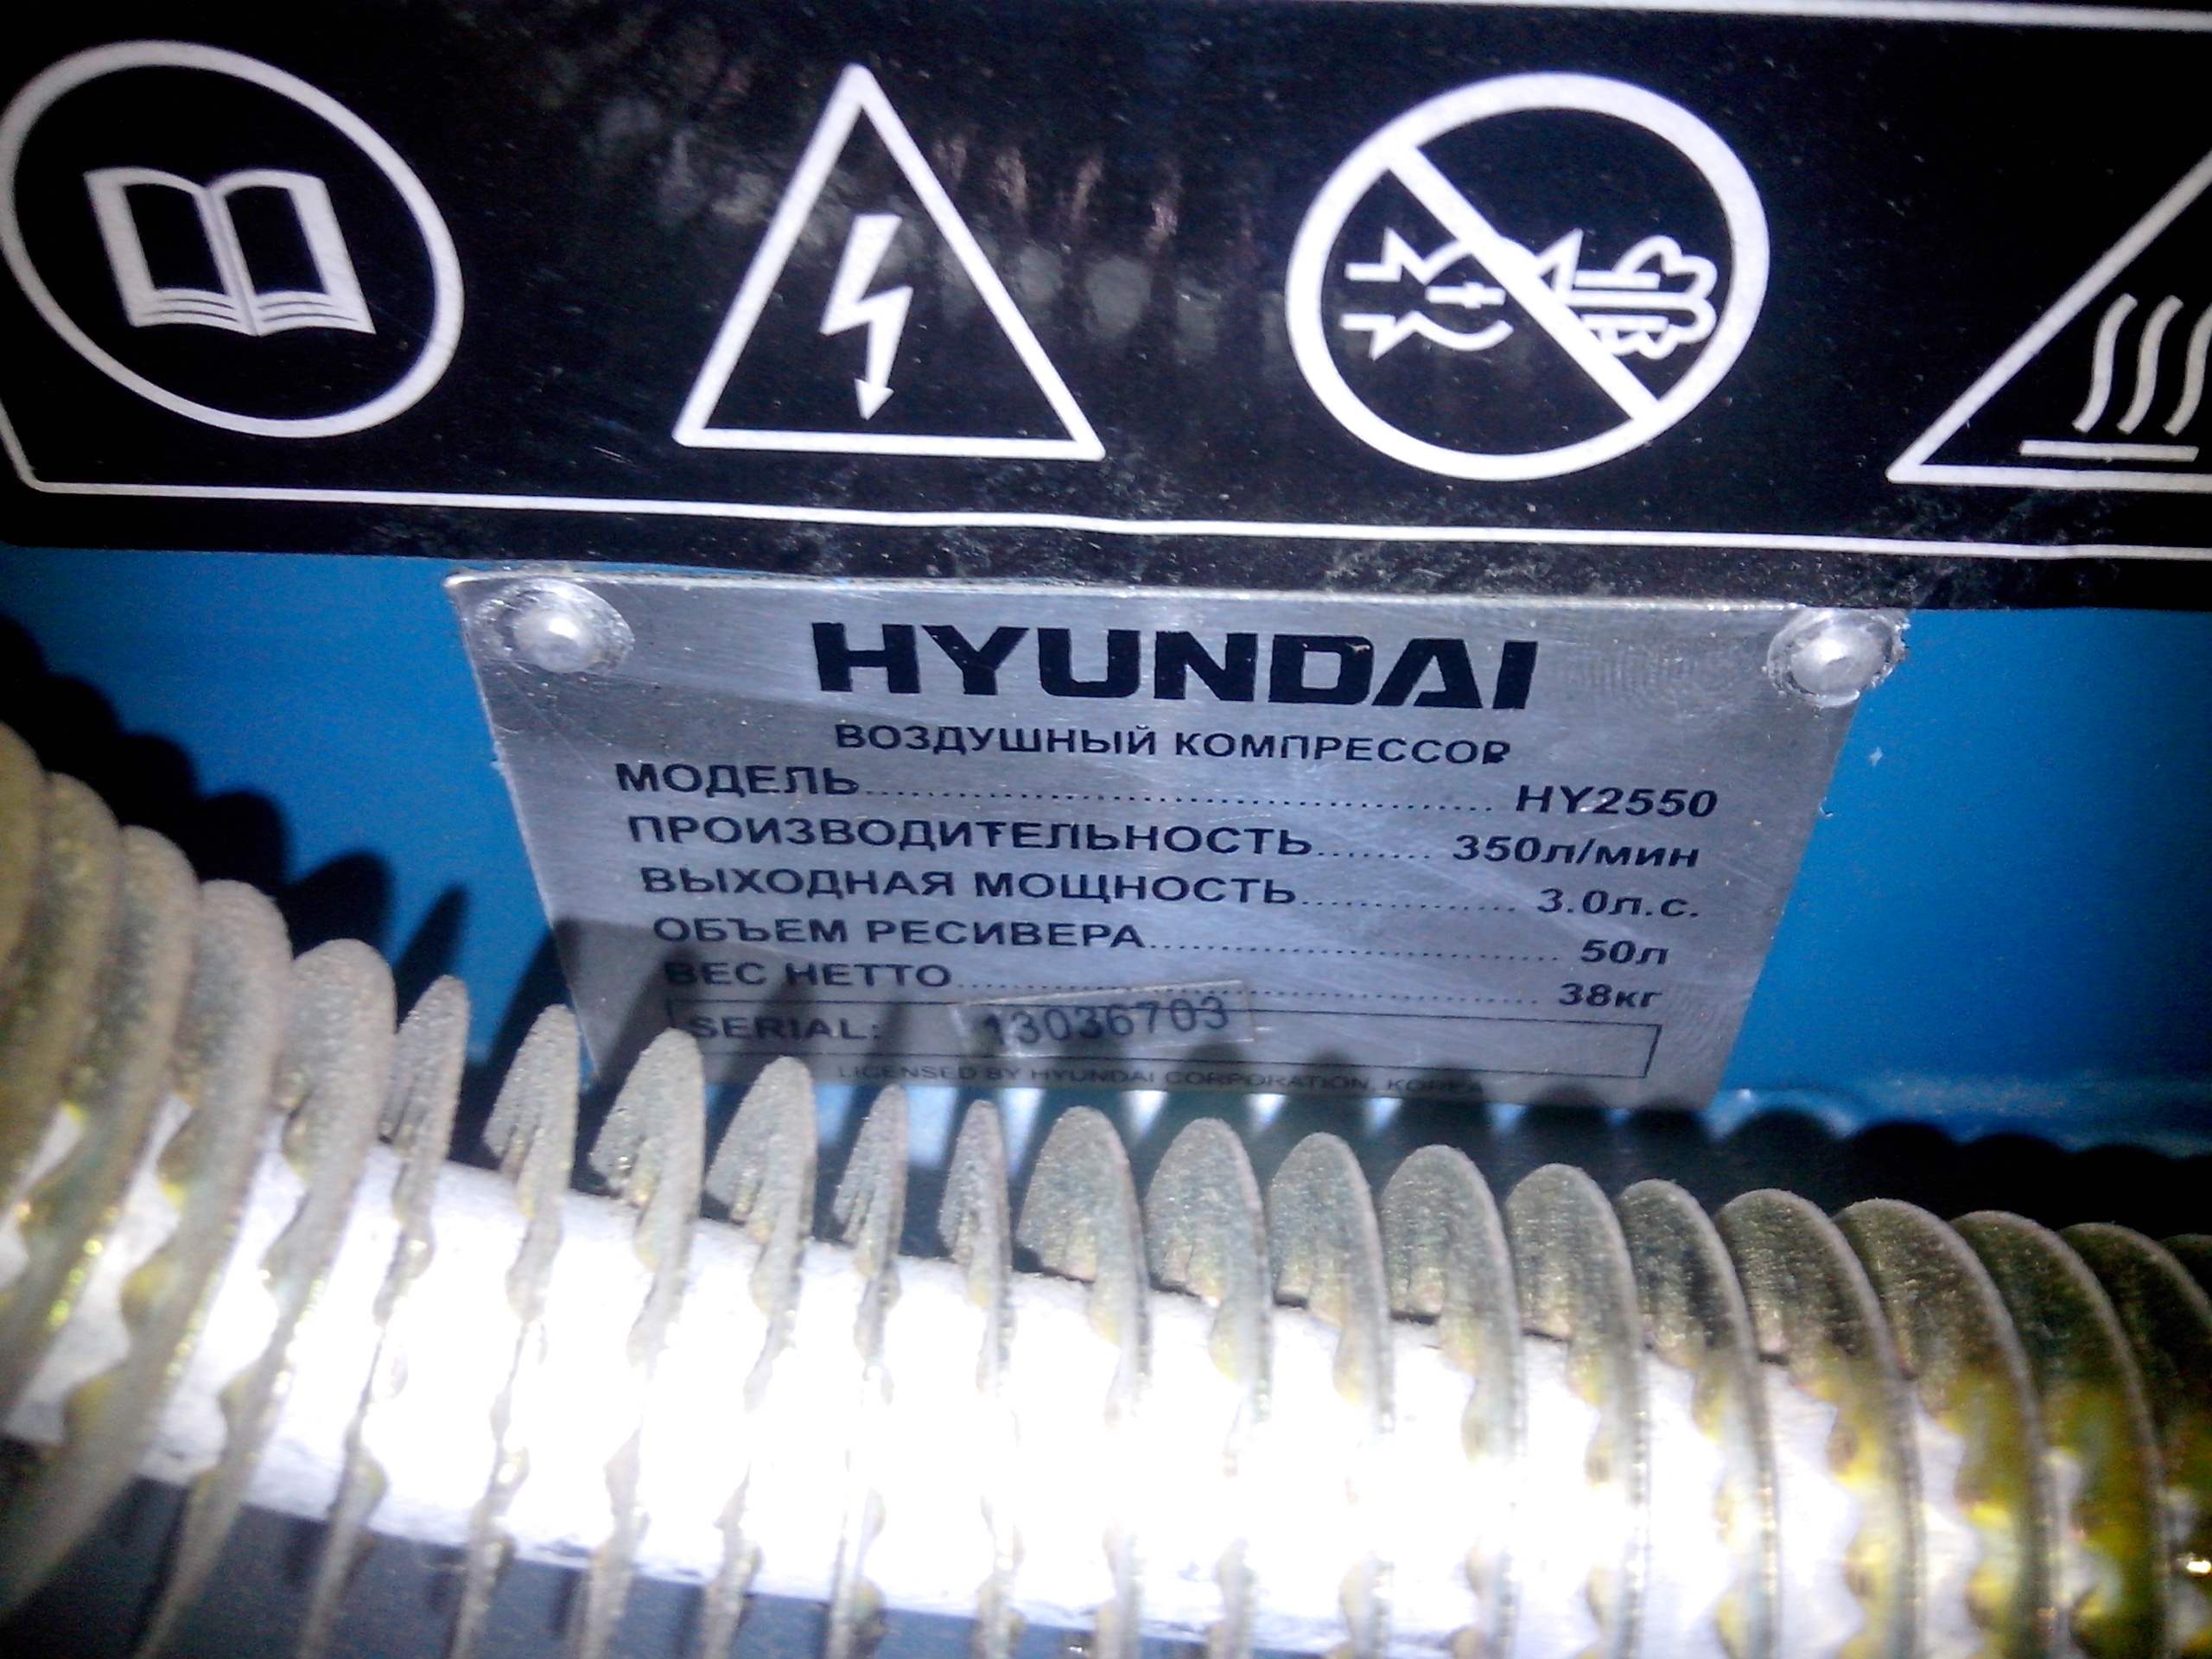 HYUNDAI
ВОЗДУШНЫЙ КОМПРЕССОР
МОДЕЛЬ........................................ HY2550
ПРОИЗВОДИТЕЛЬНОСТЬ........ 350л/мин
ВЫХОДНАЯ МОЩНОСТЬ............... 3.0л.с.
ОБЪЕМ РЕСИВЕРА............................ 50л
ВЕС НЕТТО....................................... 38кг
SERIAL: 13036703
LICENSED BY HYUNDAI CORPORATION, KOREA